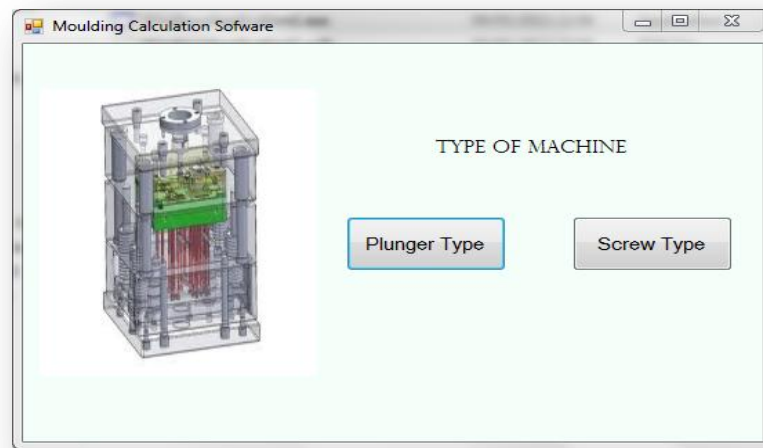 Moulding Calculation Sofware
TYPE OF MACHINE
Plunger Type
Screw Type